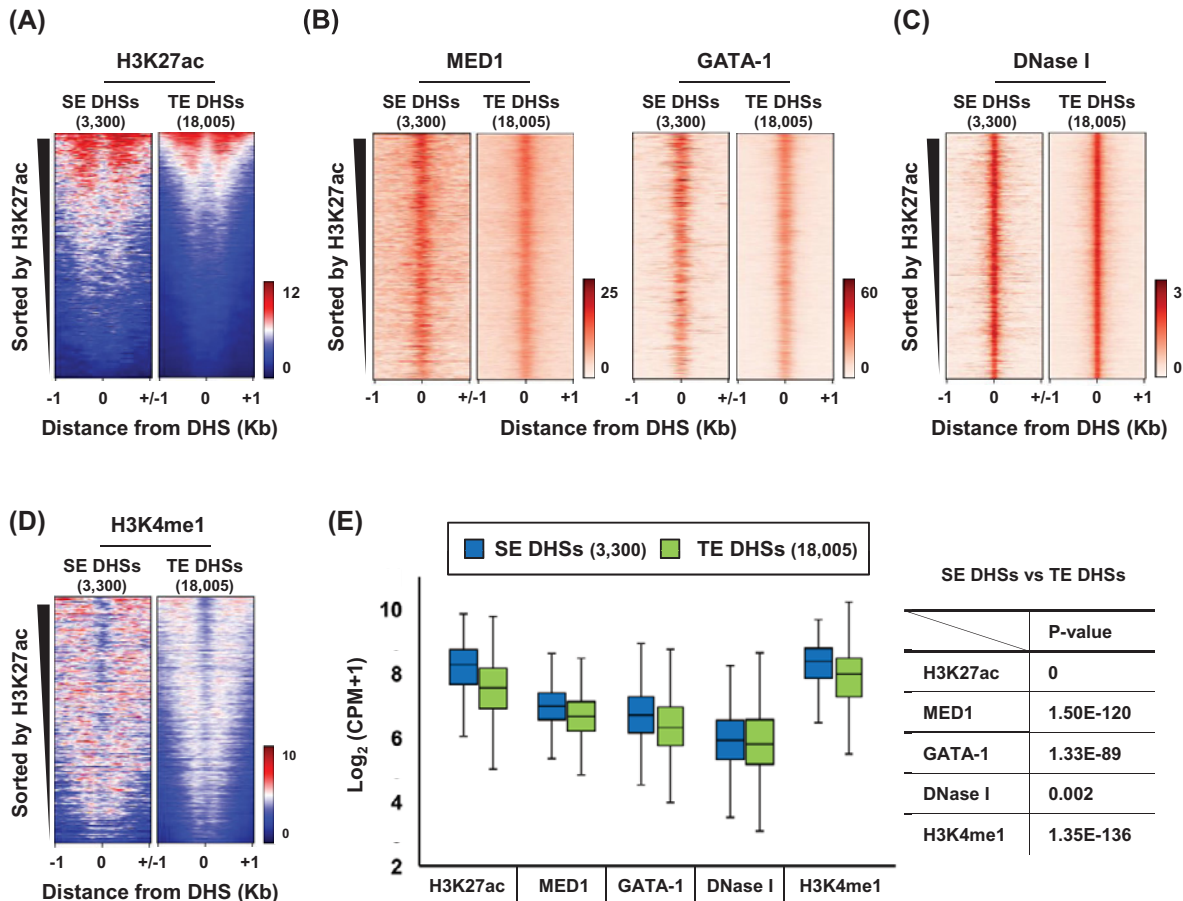 (A)
H3K27ac
SE DHSs TE DHSs
(3,300) (18,005)
Sorted by H3K27ac
12
0
-1 0 +/-1 0 +1
Distance from DHS (Kb)
(B)
MED1
SE DHSs TE DHSs
(3,300) (18,005)
Sorted by H3K27ac
25
0
-1 0 +/-1 0 +1
GATA-1
SE DHSs TE DHSs
(3,300) (18,005)
60
0
-1 0 +/-1 0 +1
Distance from DHS (Kb)
(C)
DNase I
SE DHSs TE DHSs
(3,300) (18,005)
Sorted by H3K27ac
3
0
-1 0 +/-1 0 +1
Distance from DHS (Kb)
(D)
H3K4me1
SE DHSs TE DHSs
(3,300) (18,005)
Sorted by H3K27ac
10
0
-1 0 +/-1 0 +1
Distance from DHS (Kb)
(E)
SE DHSs (3,300) TE DHSs (18,005)
Log2 (CPM+1)
10
8
6
4
2
H3K27ac MED1 GATA-1 DNase I H3K4me1
SE DHSs vs TE DHSs
P-value
H3K27ac 0
MED1 1.50E-120
GATA-1 1.33E-89
DNase I 0.002
H3K4me1 1.35E-136